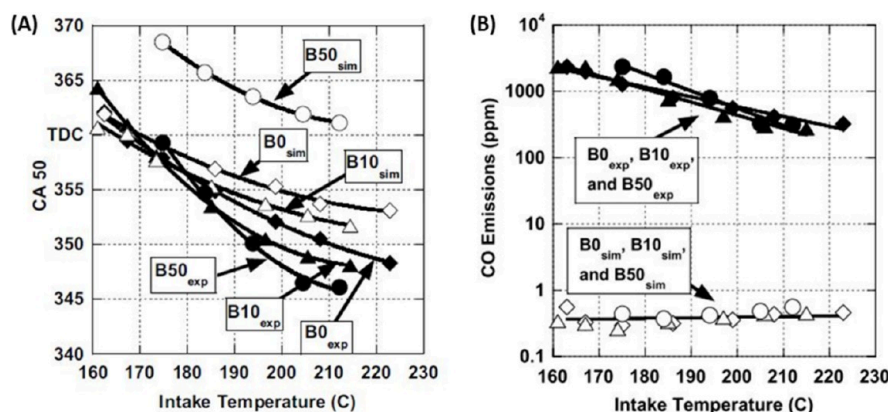 (A)
370
365
TDC
355
350
345
340
CA 50
160 170 180 190 200 210 220 230
Intake Temperature (C)
B50sim
B0sim
B10sim
B50exp
B10exp
B0exp
(B)
10⁴
1000
100
10
1
0.1
CO Emissions (ppm)
160 170 180 190 200 210 220 230
Intake Temperature (C)
B0exp, B10exp,
and B50exp
B0sim, B10sim,
and B50sim